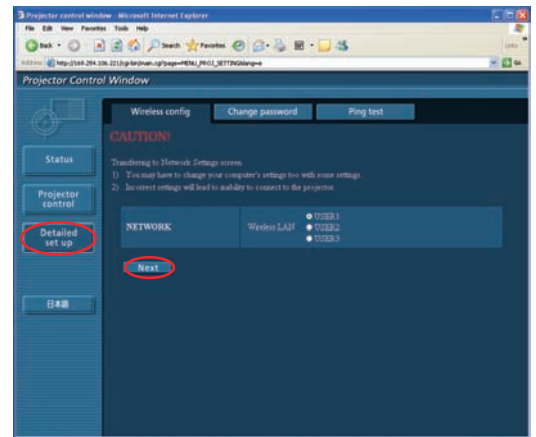 Projector control window - Microsoft Internet Explorer
File Edit View Favorites Tools Help
Back Search Favorites Links
Address Go
Projector Control Window
Wireless config Change password Ping test
CAUTION!
Status
Transferring to Network Settings screen.
1) You may have to change your computer's settings too with some settings.
2) Incorrect settings will lead to inability to connect to the projector.
Projector
control
Detailed
set up
NETWORK Wireless LAN USER1
USER2
USER3
Next
日本語